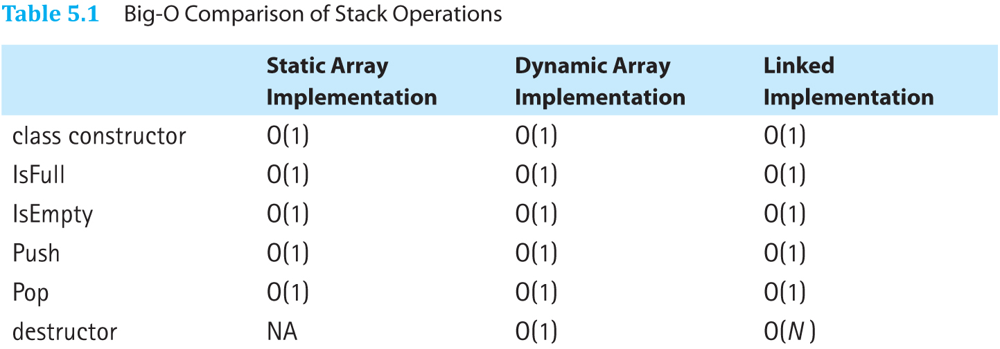 Table 5.1 Big-O Comparison of Stack Operations
Static Array Implementation Dynamic Array Implementation Linked Implementation
class constructor O(1) O(1) O(1)
IsFull O(1) O(1) O(1)
IsEmpty O(1) O(1) O(1)
Push O(1) O(1) O(1)
Pop O(1) O(1) O(1)
destructor NA O(1) O(N)